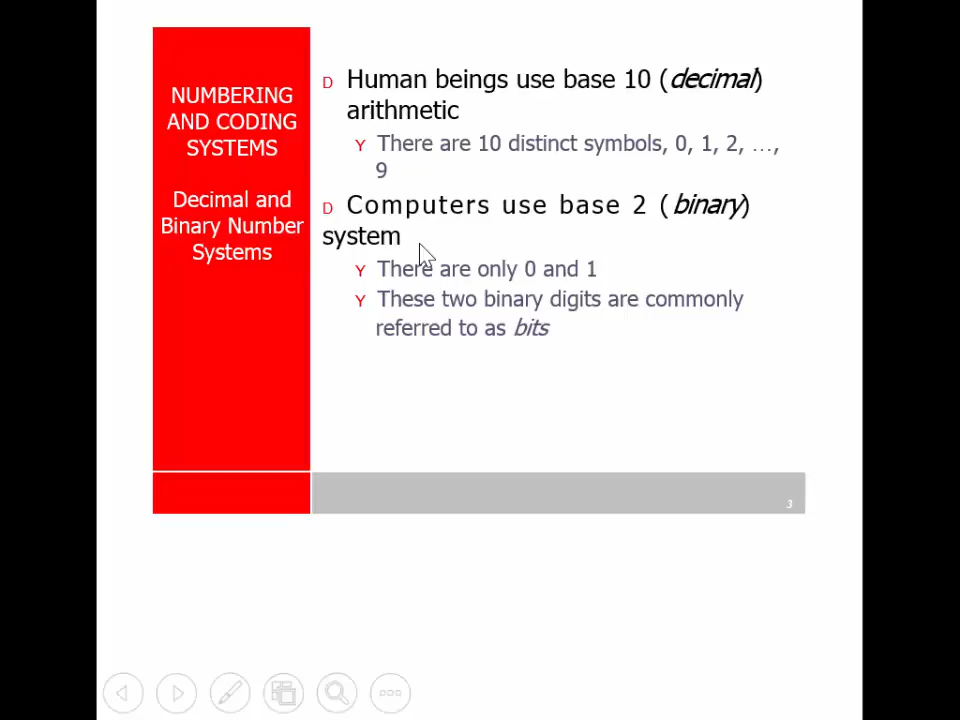 NUMBERING
AND CODING
SYSTEMS
Decimal and
Binary Number
Systems
D Human beings use base 10 (decimal)
arithmetic
Y There are 10 distinct symbols, 0, 1, 2, …,
9
D Computers use base 2 (binary)
system
Y There are only 0 and 1
Y These two binary digits are commonly
referred to as bits
3